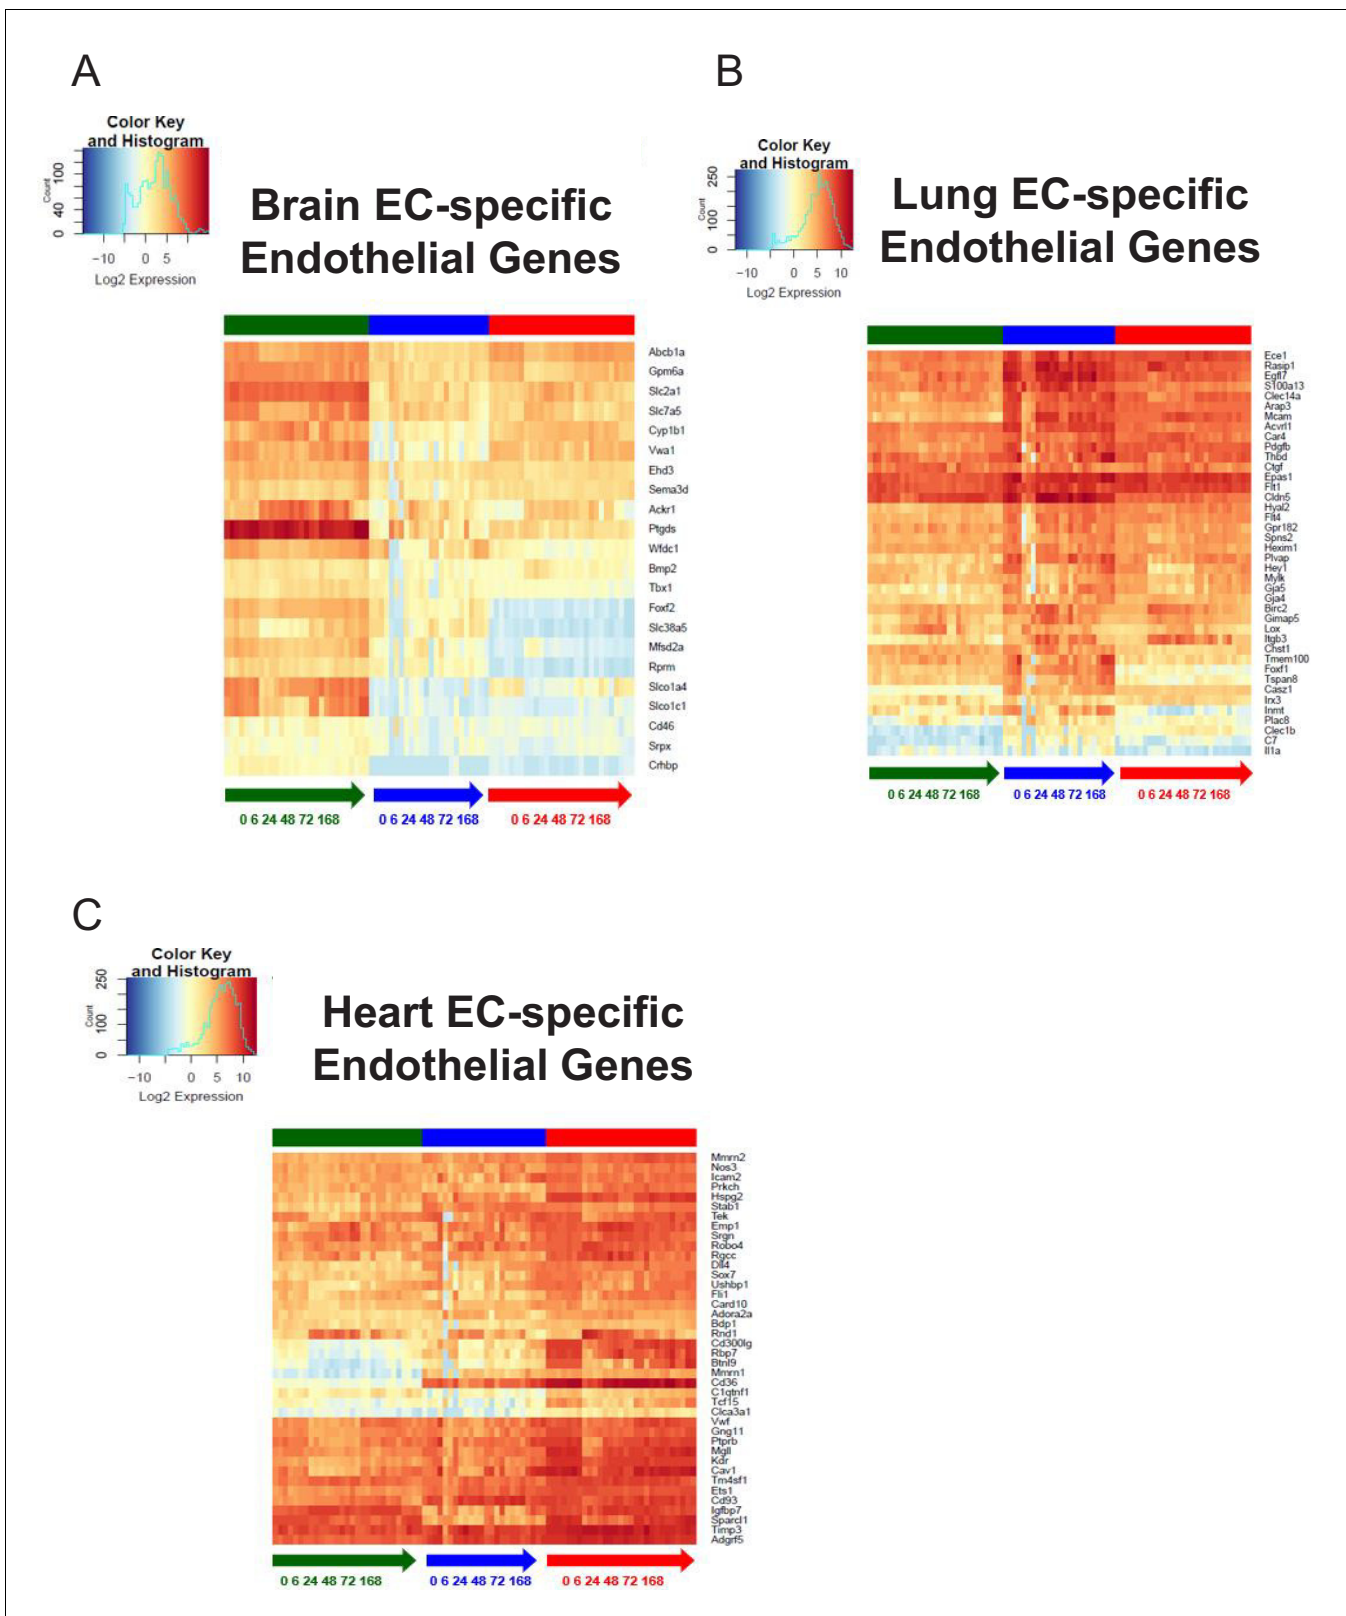 A
Color Key
and Histogram
Count
0 40 100
−10 0 5
Log2 Expression
Brain EC-specific
Endothelial Genes
Abcb1a
Gpm6a
Slc2a1
Slc7a5
Cyp1b1
Vwa1
Ehd3
Sema3d
Ackr1
Ptgds
Wfdc1
Bmp2
Tbx1
Foxf2
Slc38a5
Mfsd2a
Rprm
Slco1a4
Slco1c1
Cd46
Srpx
Crhbp
0 6 24 48 72 168 0 6 24 48 72 168 0 6 24 48 72 168
B
Color Key
and Histogram
Count
0 100 250
−10 0 5 10
Log2 Expression
Lung EC-specific
Endothelial Genes
Ece1
Rasip1
Egfl7
S100a13
Clec14a
Arap3
Mcam
Acvrl1
Car4
Pdgfb
Thbd
Ctgf
Epas1
Flt1
Cldn5
Hyal2
Flt4
Gpr182
Spns2
Hexim1
Plvap
Hey1
Mylk
Gja5
Gja4
Birc2
Gimap5
Lox
Itgb3
Chst1
Tmem100
Foxf1
Tspan8
Casz1
Irx3
Inmt
Plac8
Clec1b
C7
Il1a
0 6 24 48 72 168 0 6 24 48 72 168 0 6 24 48 72 168
C
Color Key
and Histogram
Count
0 100 250
−10 0 5 10
Log2 Expression
Heart EC-specific
Endothelial Genes
Mmrn2
Nos3
Icam2
Prkch
Hspg2
Stab1
Tek
Emp1
Srgn
Robo4
Rgcc
Dll4
Sox7
Ushbp1
Fli1
Card10
Adora2a
Bdp1
Rnd1
Cd300lg
Rbp7
Btnl9
Mmrn1
Cd36
C1qtnf1
Tcf15
Clca3a1
Vwf
Gng11
Ptprb
Mgll
Kdr
Cav1
Tm4sf1
Ets1
Cd93
Igfbp7
Sparcl1
Timp3
Adgrf5
0 6 24 48 72 168 0 6 24 48 72 168 0 6 24 48 72 168